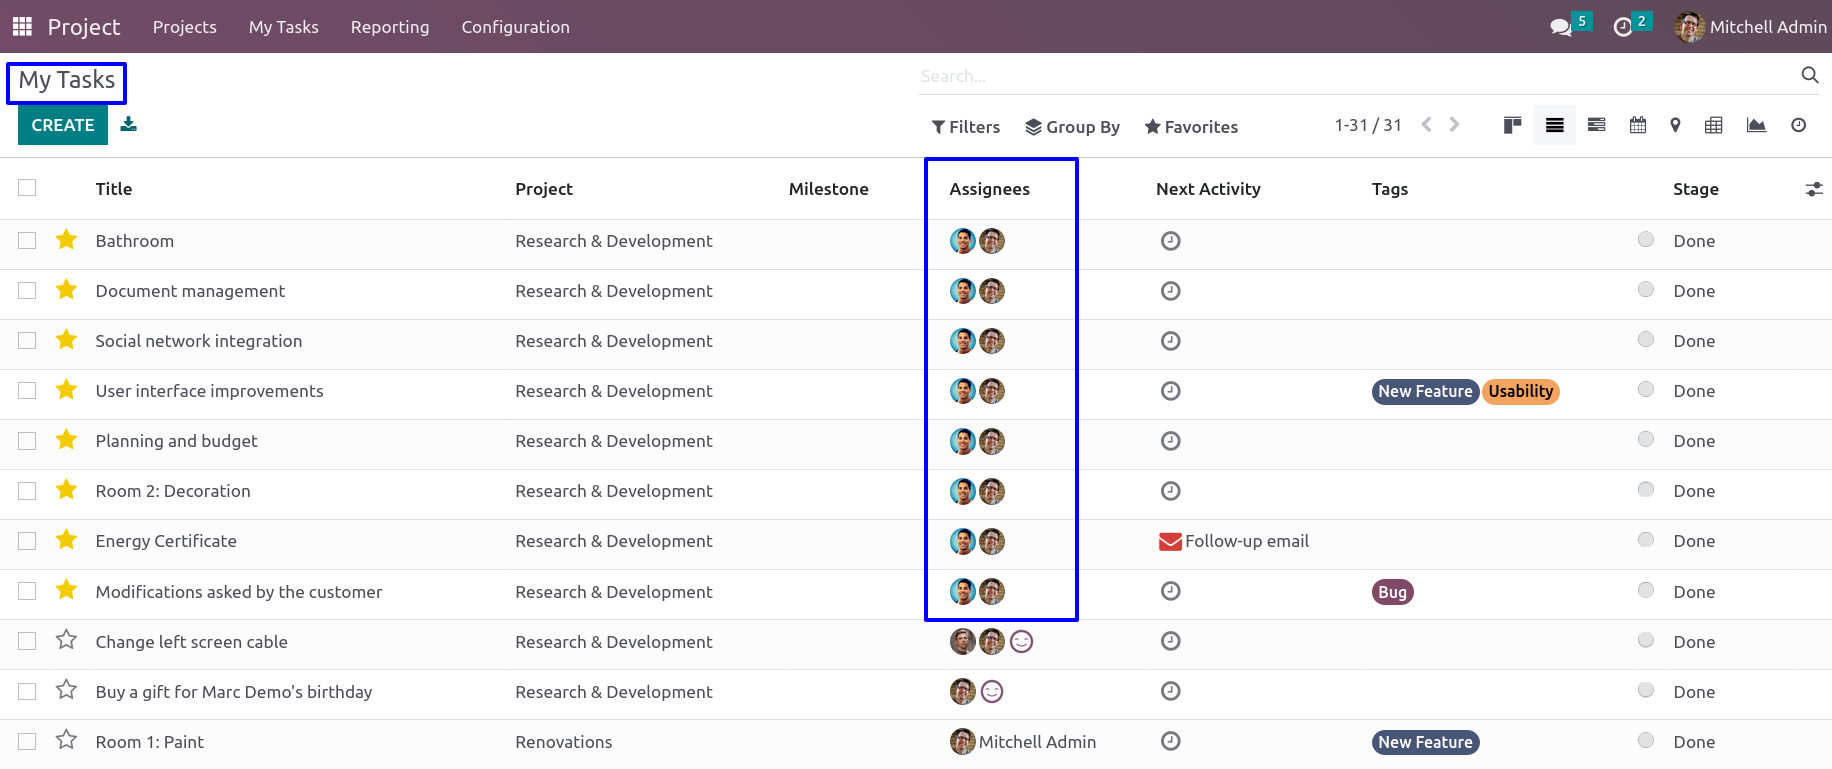 Project Projects My Tasks Reporting Configuration 5 2 Mitchell Admin
My Tasks Search...
CREATE Filters Group By Favorites 1-31 / 31
Title Project Milestone Assignees Next Activity Tags Stage
Bathroom Research & Development Done
Document management Research & Development Done
Social network integration Research & Development Done
User interface improvements Research & Development New Feature Usability Done
Planning and budget Research & Development Done
Room 2: Decoration Research & Development Done
Energy Certificate Research & Development Follow-up email Done
Modifications asked by the customer Research & Development Bug Done
Change left screen cable Research & Development Done
Buy a gift for Marc Demo's birthday Research & Development Done
Room 1: Paint Renovations Mitchell Admin New Feature Done